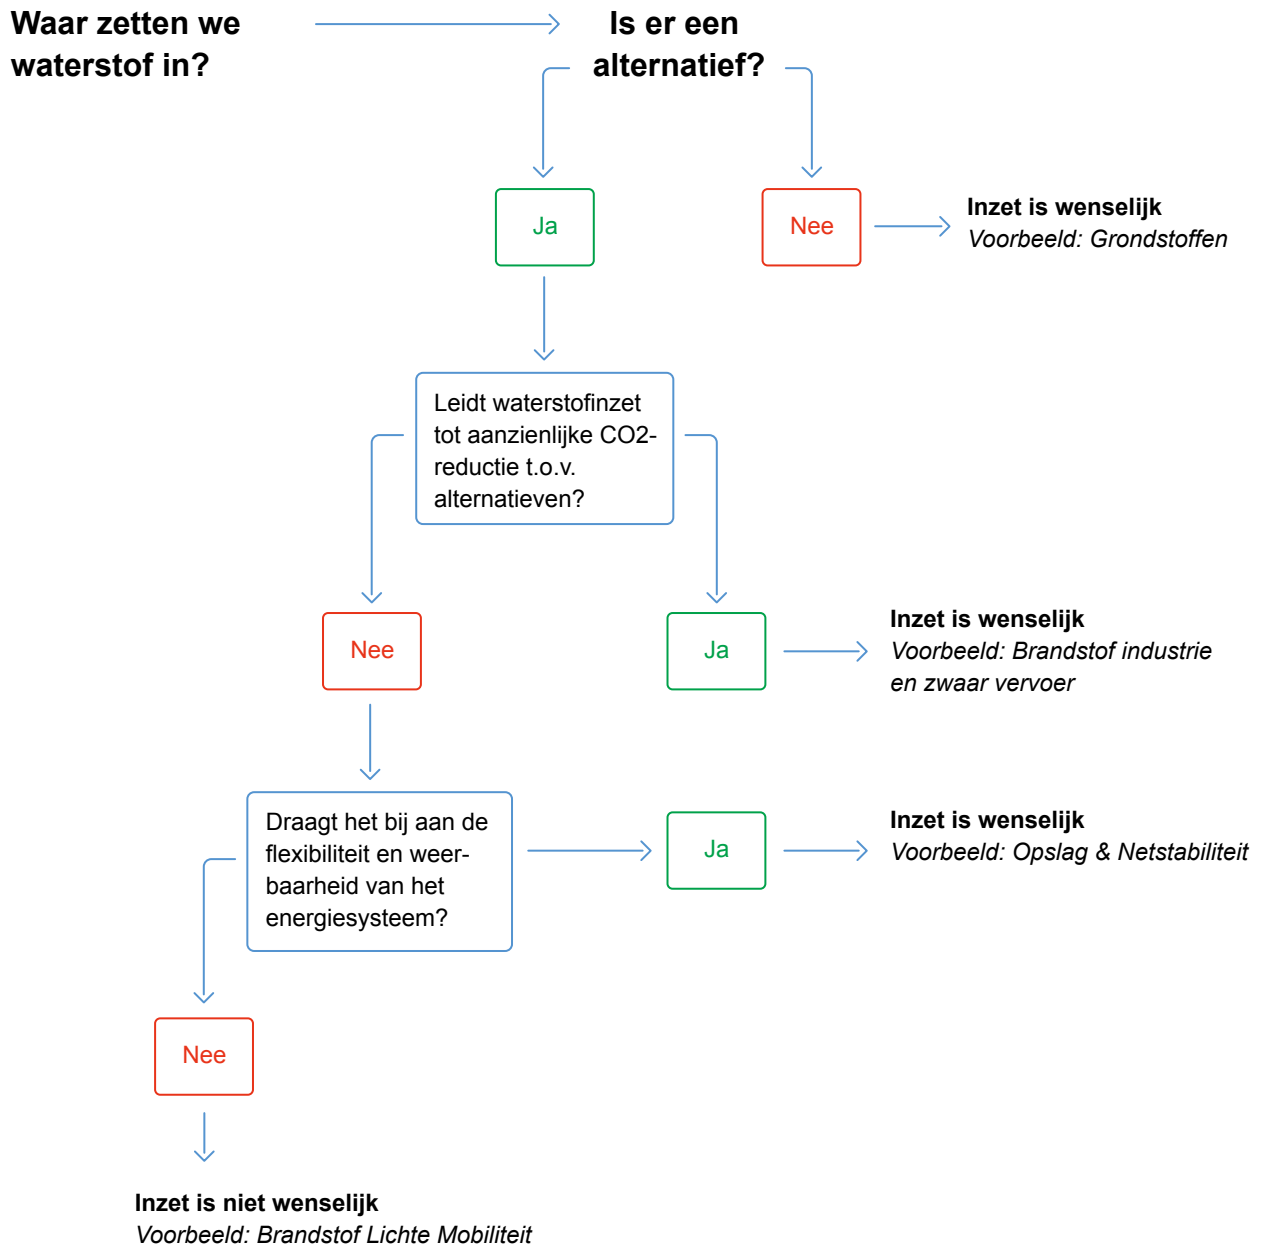 Waar zetten we
waterstof in?
Is er een
alternatief?
Ja
Nee
Inzet is wenselijk
Voorbeeld: Grondstoffen
Leidt waterstofinzet
tot aanzienlijke CO2-
reductie t.o.v.
alternatieven?
Nee
Ja
Inzet is wenselijk
Voorbeeld: Brandstof industrie
en zwaar vervoer
Draagt het bij aan de
flexibiliteit en weer-
baarheid van het
energiesysteem?
Ja
Inzet is wenselijk
Voorbeeld: Opslag & Netstabiliteit
Nee
Inzet is niet wenselijk
Voorbeeld: Brandstof Lichte Mobiliteit